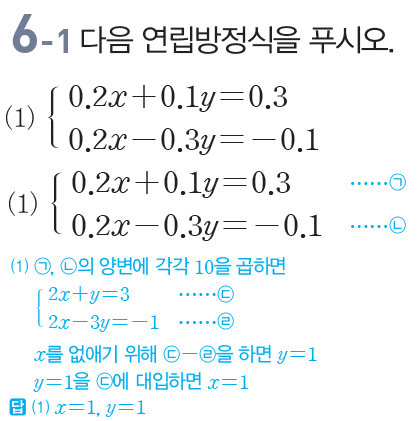 6-1 다음 연립방정식을 푸시오.
(1) { 0.2x+0.1y=0.3
0.2x-0.3y=-0.1
(1) { 0.2x+0.1y=0.3 ……㉠
0.2x-0.3y=-0.1 ……㉡
(1) ㉠, ㉡의 양변에 각각 10을 곱하면
{ 2x+y=3 ……㉢
2x-3y=-1 ……㉣
x를 없애기 위해 ㉢-㉣을 하면 y=1
y=1을 ㉢에 대입하면 x=1
답 (1) x=1, y=1